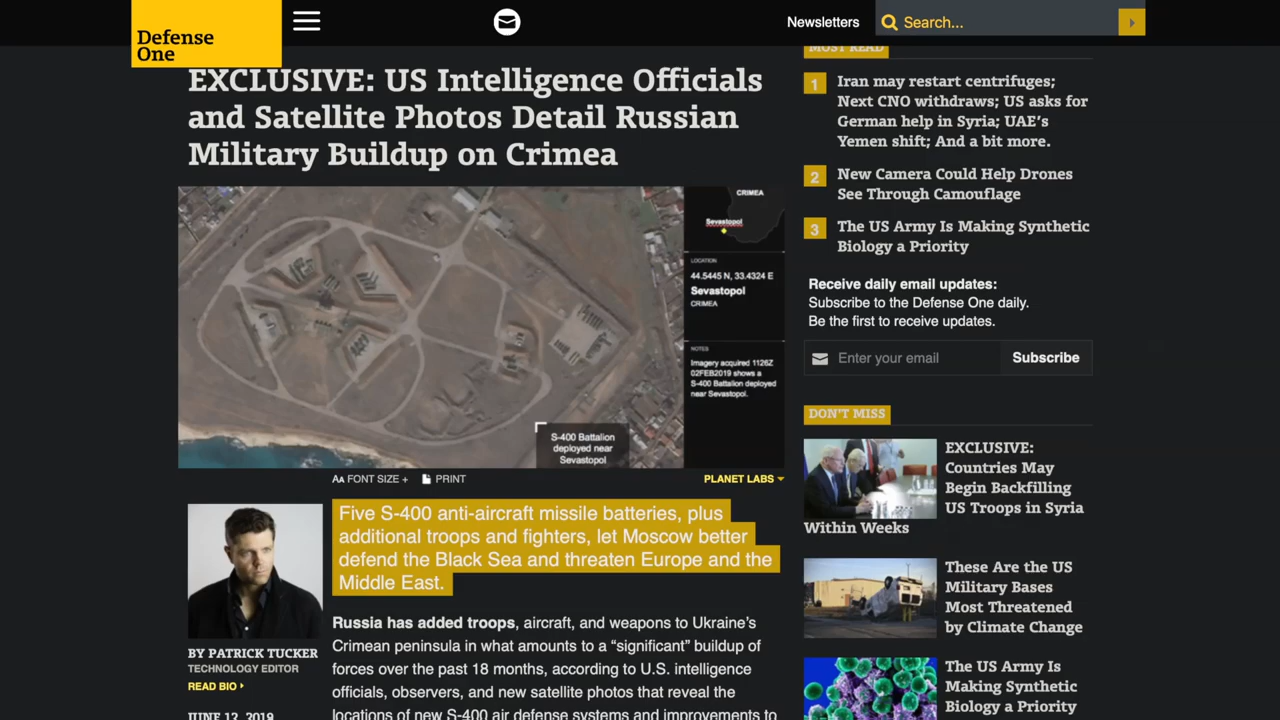 Defense
One
Newsletters
Search...
EXCLUSIVE: US Intelligence Officials
and Satellite Photos Detail Russian
Military Buildup on Crimea
CRIMEA
Sevastopol
LOCATION
44.5445 N, 33.4324 E
Sevastopol
CRIMEA
NOTES
Imagery acquired 1126Z
02FEB2019 shows a
S-400 Battalion deployed
near Sevastopol.
S-400 Battalion
deployed near
Sevastopol
AA FONT SIZE +
PRINT
PLANET LABS
BY PATRICK TUCKER
TECHNOLOGY EDITOR
READ BIO
JUNE 12, 2019
Five S-400 anti-aircraft missile batteries, plus
additional troops and fighters, let Moscow better
defend the Black Sea and threaten Europe and the
Middle East.
Russia has added troops, aircraft, and weapons to Ukraine's
Crimean peninsula in what amounts to a “significant” buildup of
forces over the past 18 months, according to U.S. intelligence
officials, observers, and new satellite photos that reveal the
locations of new S-400 air defense systems and improvements to
MOST READ
1
Iran may restart centrifuges;
Next CNO withdraws; US asks for
German help in Syria; UAE's
Yemen shift; And a bit more.
2
New Camera Could Help Drones
See Through Camouflage
3
The US Army Is Making Synthetic
Biology a Priority
Receive daily email updates:
Subscribe to the Defense One daily.
Be the first to receive updates.
Enter your email
Subscribe
DON'T MISS
EXCLUSIVE:
Countries May
Begin Backfilling
US Troops in Syria
Within Weeks
These Are the US
Military Bases
Most Threatened
by Climate Change
The US Army Is
Making Synthetic
Biology a Priority